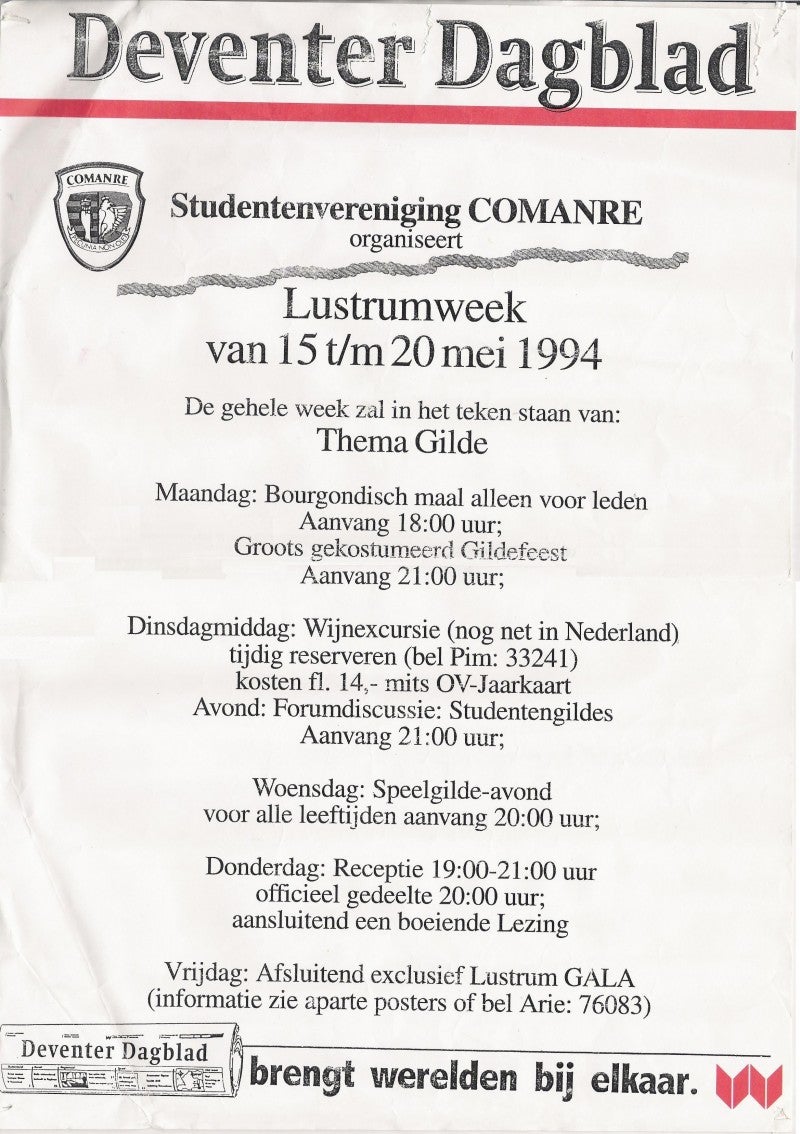 Deventer Dagblad
COMANRE
PECUNIA NON OLET
Studentenvereniging COMANRE
organiseert
Lustrumweek
van 15 t/m 20 mei 1994
De gehele week zal in het teken staan van:
Thema Gilde
Maandag: Bourgondisch maal alleen voor leden
Aanvang 18:00 uur;
Groots gekostumeerd Gildefeest
Aanvang 21:00 uur;
Dinsdagmiddag: Wijnexcursie (nog net in Nederland)
tijdig reserveren (bel Pim: 33241)
kosten fl. 14,- mits OV-Jaarkaart
Avond: Forumdiscussie: Studentengildes
Aanvang 21:00 uur;
Woensdag: Speelgilde-avond
voor alle leeftijden aanvang 20:00 uur;
Donderdag: Receptie 19:00-21:00 uur
officieel gedeelte 20:00 uur;
aansluitend een boeiende Lezing
Vrijdag: Afsluitend exclusief Lustrum GALA
(informatie zie aparte posters of bel Arie: 76083)
Deventer Dagblad
brengt werelden bij elkaar.